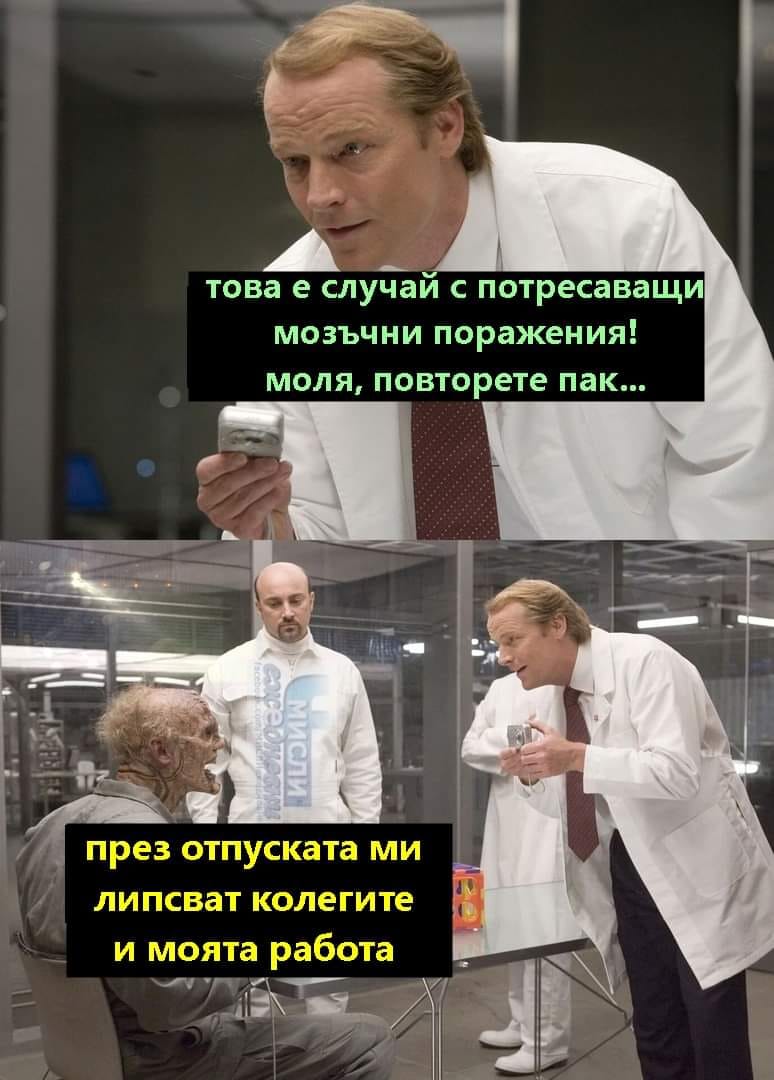 това е случай с потресаващи
мозъчни поражения!
моля, повторете пак...
МИСЛИ
през отпуската ми
липсват колегите
и моята работа